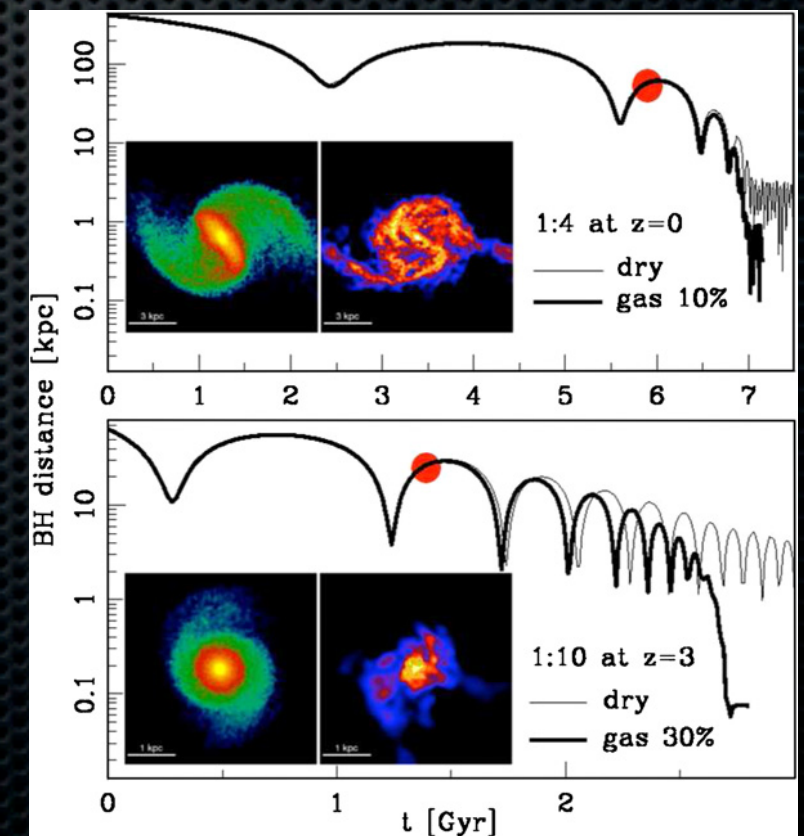 BH distance [kpc]
100
10
1
0.1
3 kpc
3 kpc
1:4 at z=0
dry
gas 10%
0 1 2 3 4 5 6 7
10
1
0.1
1 kpc
1 kpc
1:10 at z=3
dry
gas 30%
0 1 2
t [Gyr]